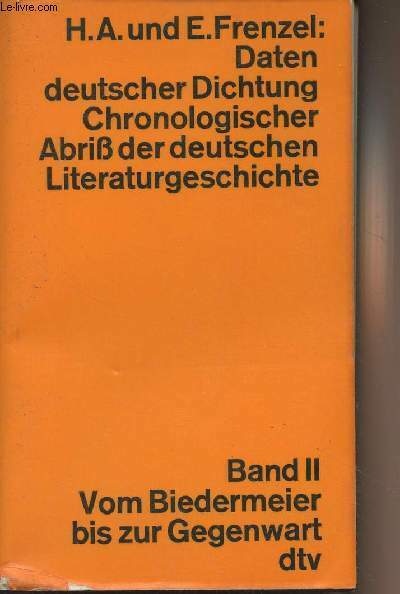 Le-Livre.com
H.A. und E. Frenzel:
Daten
deutscher Dichtung
Chronologischer
Abriß der deutschen
Literaturgeschichte
Band II
Vom Biedermeier
bis zur Gegenwart
dtv